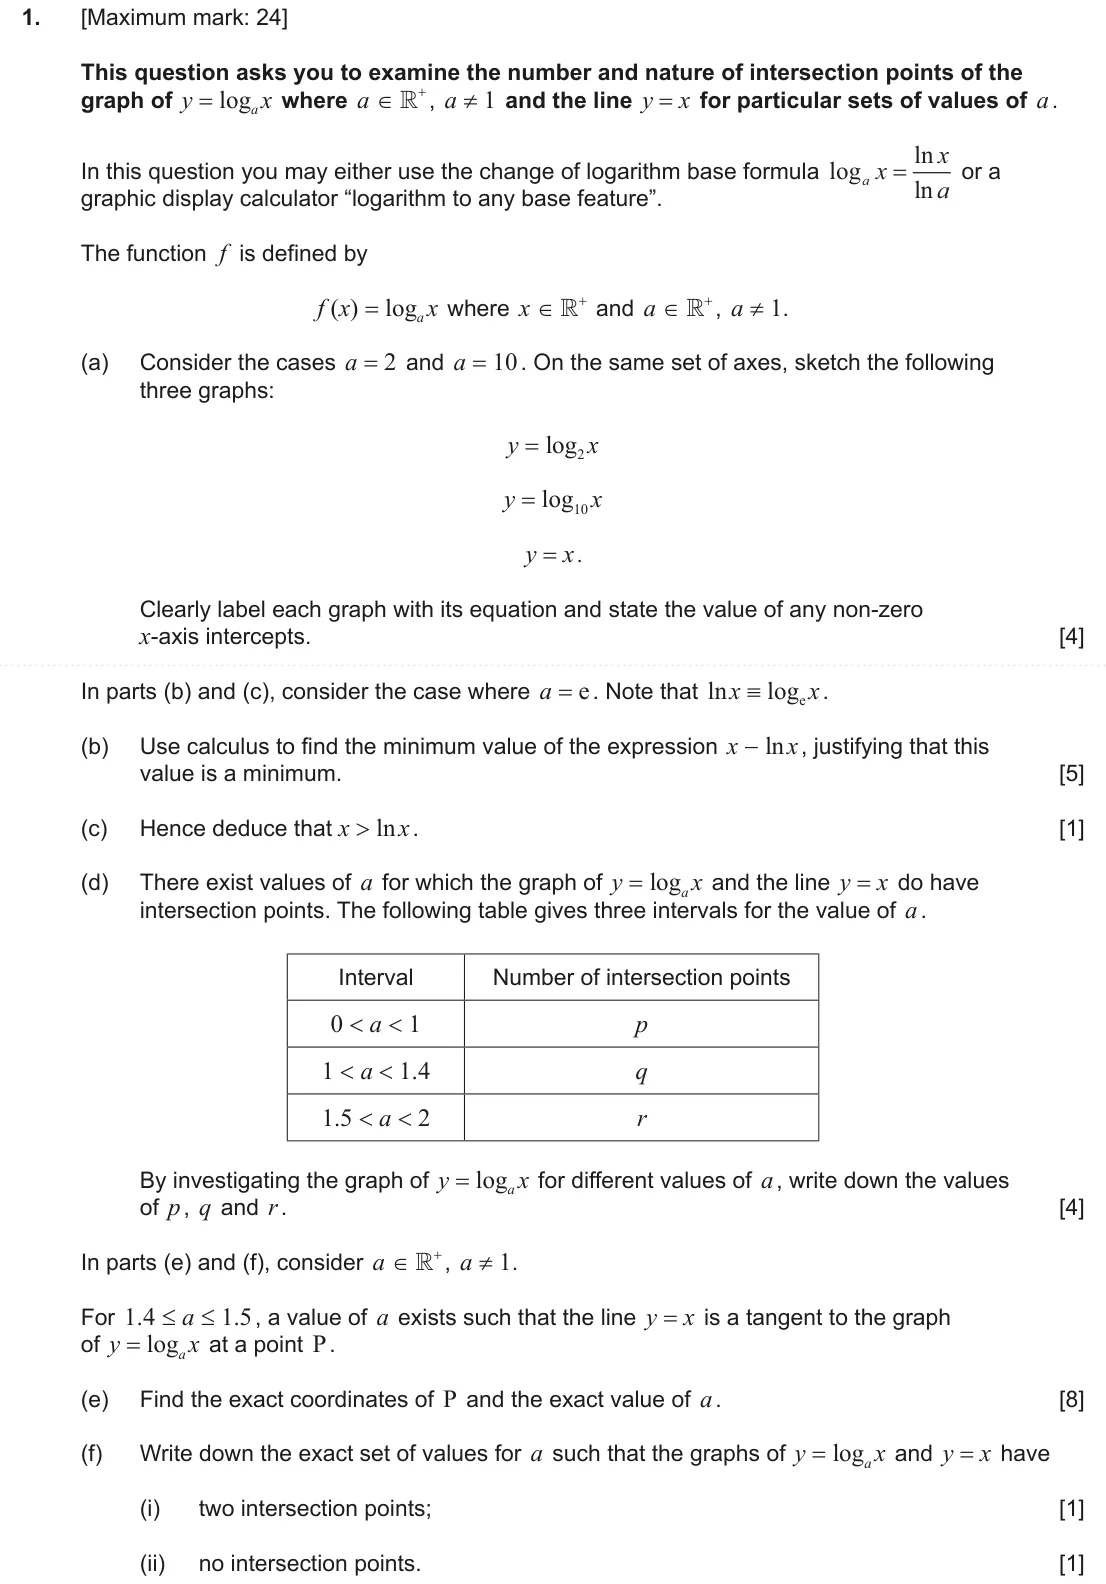 1. [Maximum mark: 24]
This question asks you to examine the number and nature of intersection points of the
graph of y = logₐx where a ∈ ℝ⁺, a ≠ 1 and the line y = x for particular sets of values of a.
In this question you may either use the change of logarithm base formula logₐ x = ln x / ln a or a
graphic display calculator “logarithm to any base feature”.
The function f is defined by
f(x) = logₐx where x ∈ ℝ⁺ and a ∈ ℝ⁺, a ≠ 1.
(a) Consider the cases a = 2 and a = 10. On the same set of axes, sketch the following
three graphs:
y = log₂x
y = log₁₀x
y = x.
Clearly label each graph with its equation and state the value of any non-zero
x-axis intercepts. [4]
In parts (b) and (c), consider the case where a = e. Note that lnx ≡ logₑx.
(b) Use calculus to find the minimum value of the expression x − lnx, justifying that this
value is a minimum. [5]
(c) Hence deduce that x > lnx. [1]
(d) There exist values of a for which the graph of y = logₐx and the line y = x do have
intersection points. The following table gives three intervals for the value of a.
Interval Number of intersection points
0 < a < 1 p
1 < a < 1.4 q
1.5 < a < 2 r
By investigating the graph of y = logₐx for different values of a, write down the values
of p, q and r. [4]
In parts (e) and (f), consider a ∈ ℝ⁺, a ≠ 1.
For 1.4 ≤ a ≤ 1.5, a value of a exists such that the line y = x is a tangent to the graph
of y = logₐx at a point P.
(e) Find the exact coordinates of P and the exact value of a. [8]
(f) Write down the exact set of values for a such that the graphs of y = logₐx and y = x have
(i) two intersection points; [1]
(ii) no intersection points. [1]